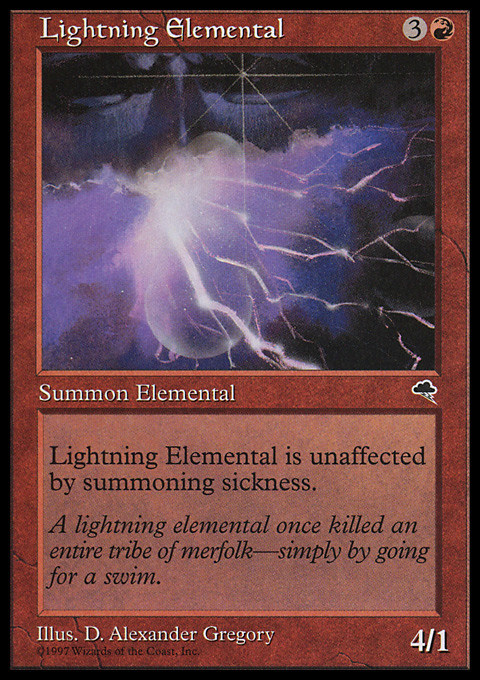 Lightning Elemental 3
Summon Elemental
Lightning Elemental is unaffected
by summoning sickness.
A lightning elemental once killed an
entire tribe of merfolk—simply by going
for a swim.
Illus. D. Alexander Gregory
©1997 Wizards of the Coast, Inc.
4/1